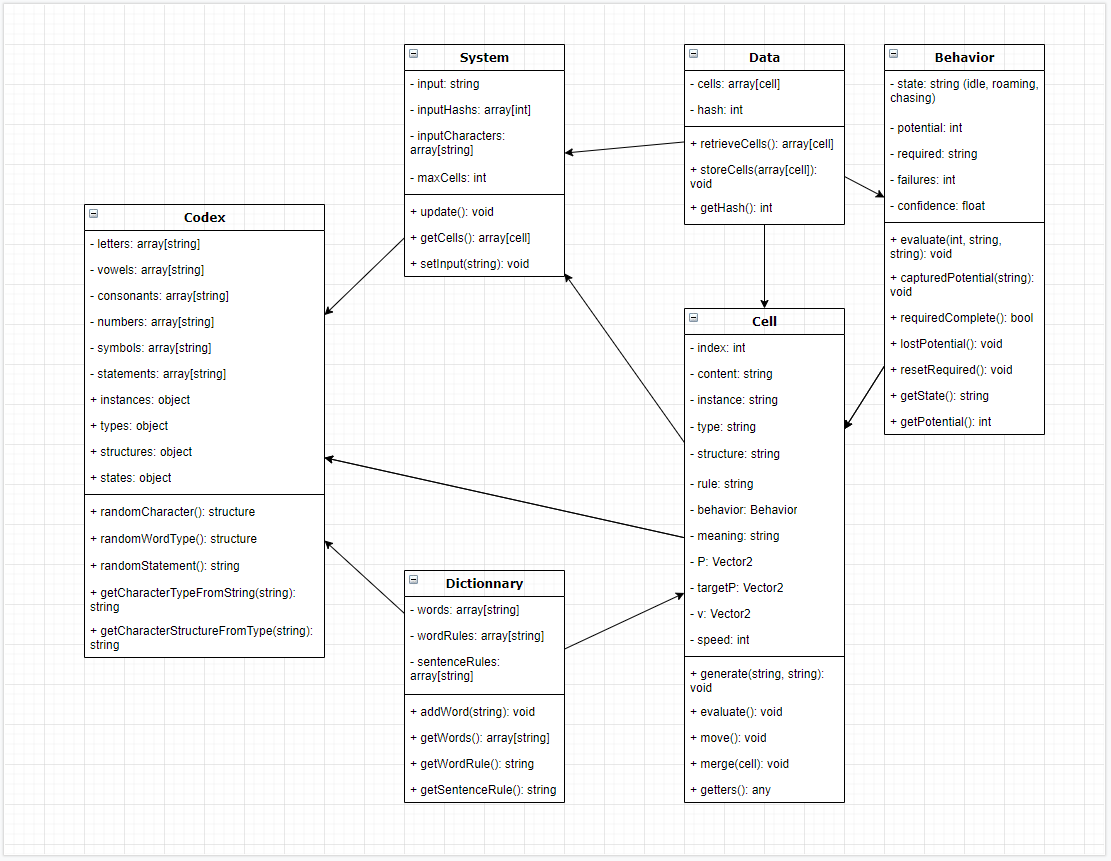 System
- input: string
- inputHashs: array[int]
- inputCharacters:
array[string]
- maxCells: int
+ update(): void
+ getCells(): array[cell]
+ setInput(string): void
Data
- cells: array[cell]
- hash: int
+ retrieveCells(): array[cell]
+ storeCells(array[cell]):
void
+ getHash(): int
Behavior
- state: string (idle, roaming,
chasing)
- potential: int
- required: string
- failures: int
- confidence: float
+ evaluate(int, string,
string): void
+ capturedPotential(string):
void
+ requiredComplete(): bool
+ lostPotential(): void
+ resetRequired(): void
+ getState(): string
+ getPotential(): int
Codex
- letters: array[string]
- vowels: array[string]
- consonants: array[string]
- numbers: array[string]
- symbols: array[string]
- statements: array[string]
+ instances: object
+ types: object
+ structures: object
+ states: object
+ randomCharacter(): structure
+ randomWordType(): structure
+ randomStatement(): string
+ getCharacterTypeFromString(string):
string
+ getCharacterStructureFromType(string):
string
Cell
- index: int
- content: string
- instance: string
- type: string
- structure: string
- rule: string
- behavior: Behavior
- meaning: string
- P: Vector2
- targetP: Vector2
- v: Vector2
- speed: int
+ generate(string, string):
void
+ evaluate(): void
+ move(): void
+ merge(cell): void
+ getters(): any
Dictionnary
- words: array[string]
- wordRules: array[string]
- sentenceRules:
array[string]
+ addWord(string): void
+ getWords(): array[string]
+ getWordRule(): string
+ getSentenceRule(): string